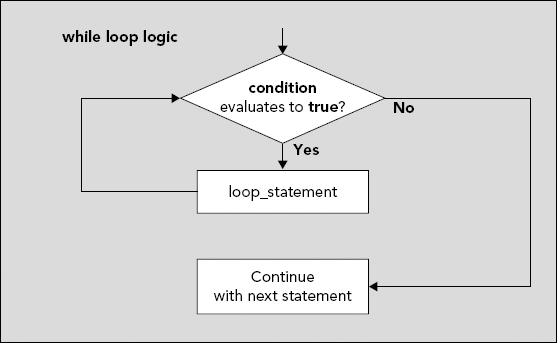 while loop logic
condition
evaluates to true?
No
Yes
loop_statement
Continue
with next statement